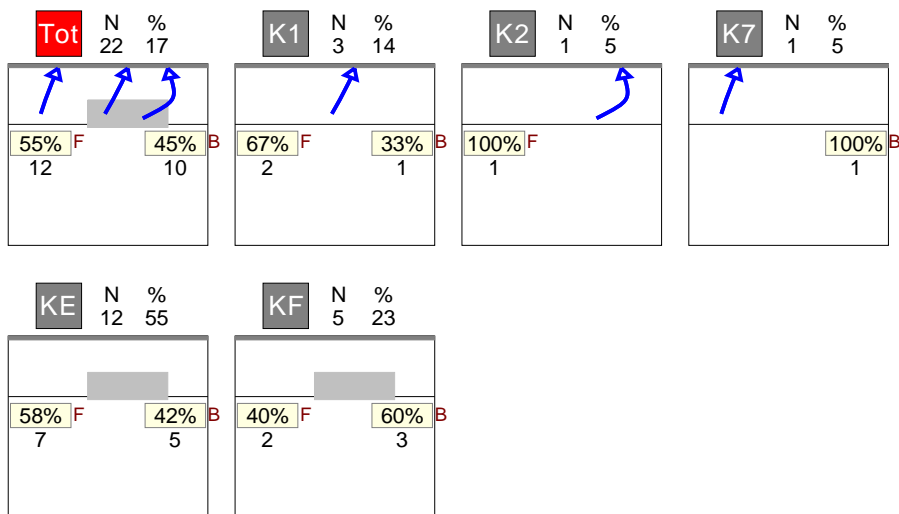 Tot N % 22 17
K1 N % 3 14
K2 N % 1 5
K7 N % 1 5
55% F 45% B
12 10
67% F 33% B
2 1
100% F
1
100% B
1
KE N % 12 55
KF N % 5 23
58% F 42% B
7 5
40% F 60% B
2 3